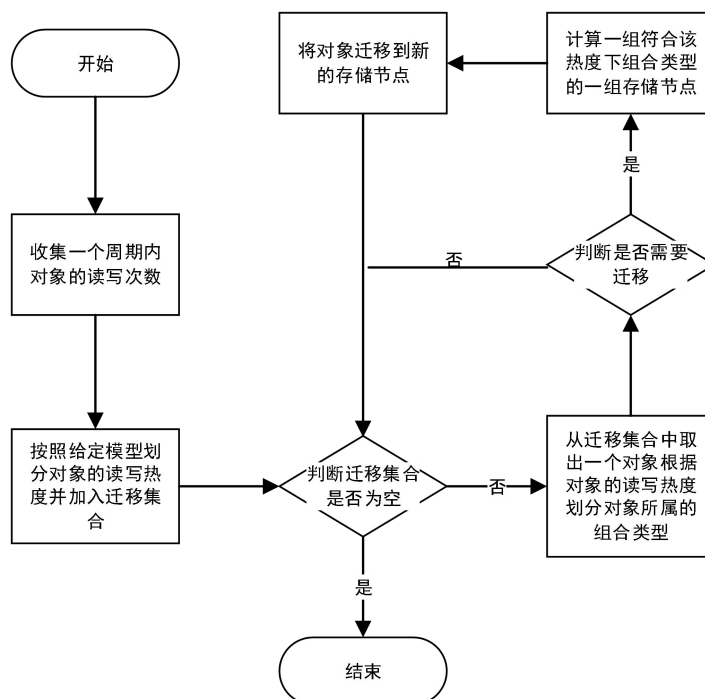 开始
收集一个周期内
对象的读写次数
按照给定模型划
分对象的读写热
度并加入迁移集
合
将对象迁移到新
的存储节点
判断迁移集合
是否为空
是
结束
否
从迁移集合中取
出一个对象根据
对象的读写热度
划分对象所属的
组合类型
判断是否需要
迁移
否
是
计算一组符合该
热度下组合类型
的一组存储节点